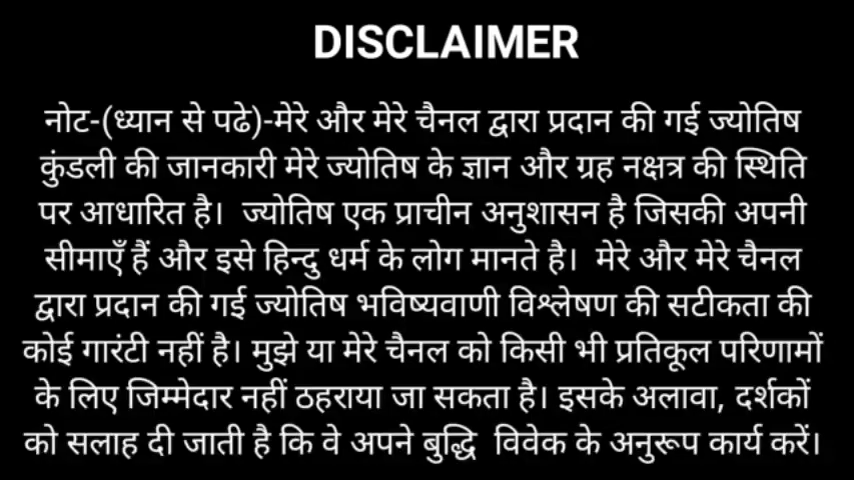 DISCLAIMER
नोट-(ध्यान से पढे)-मेरे और मेरे चैनल द्वारा प्रदान की गई ज्योतिष
कुंडली की जानकारी मेरे ज्योतिष के ज्ञान और ग्रह नक्षत्र की स्थिति
पर आधारित है। ज्योतिष एक प्राचीन अनुशासन है जिसकी अपनी
सीमाएँ हैं और इसे हिन्दु धर्म के लोग मानते है। मेरे और मेरे चैनल
द्वारा प्रदान की गई ज्योतिष भविष्यवाणी विश्लेषण की सटीकता की
कोई गारंटी नहीं है। मुझे या मेरे चैनल को किसी भी प्रतिकूल परिणामों
के लिए जिम्मेदार नहीं ठहराया जा सकता है। इसके अलावा, दर्शकों
को सलाह दी जाती है कि वे अपने बुद्धि विवेक के अनुरूप कार्य करें।